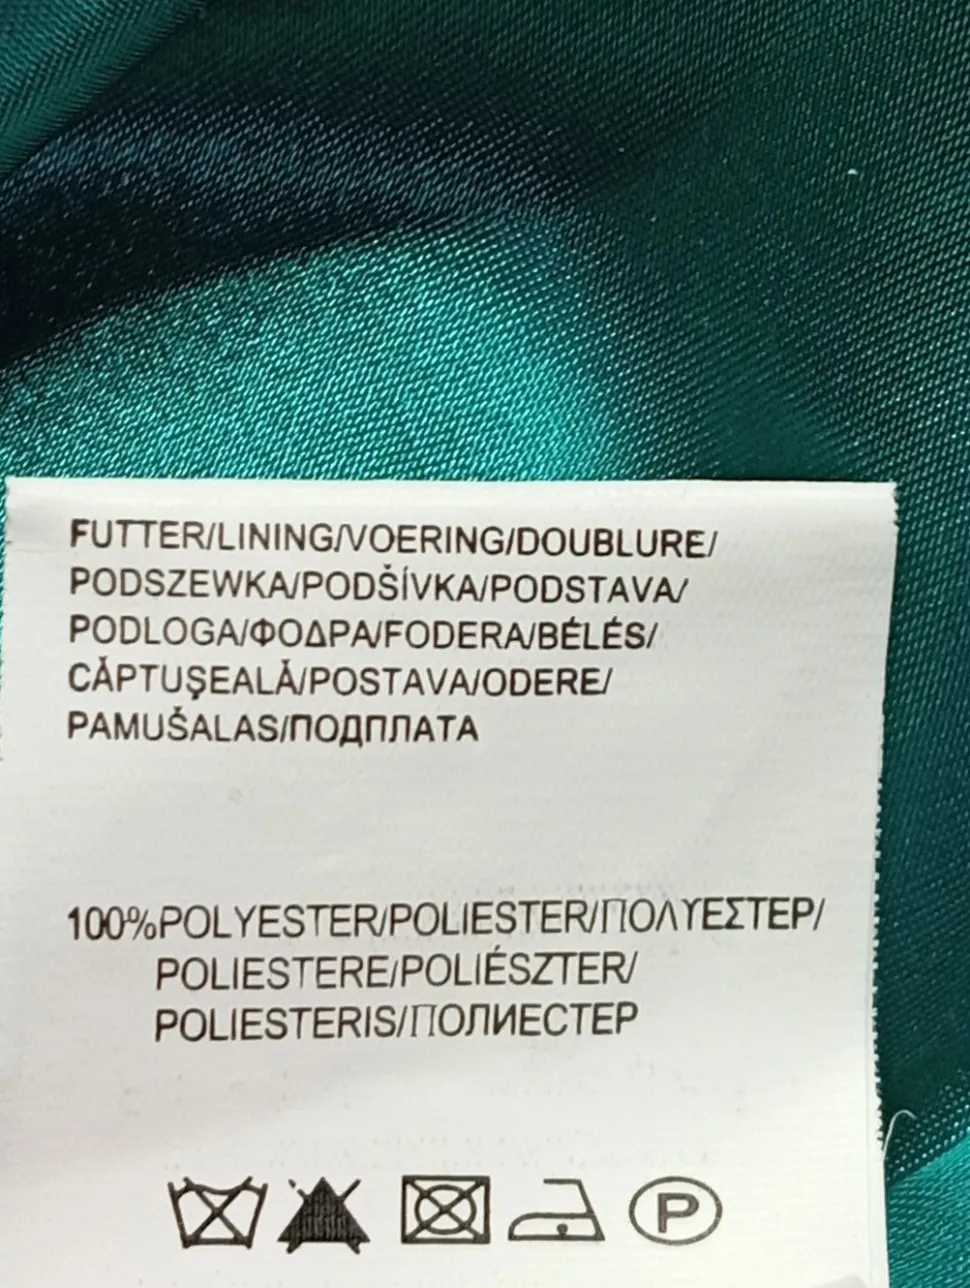 FUTTER/LINING/VOERING/DOUBLURE/
PODSZEWKA/PODŠÍVKA/PODSTAVA/
PODLOGA/ΦΟΔΡΑ/FODERA/BÉLÉS/
CĂPTUŞEALĂ/POSTAVA/ODERE/
PAMUŠALAS/ПОДПЛАТА
100%POLYESTER/POLIESTER/ΠΟΛΥΕΣΤΕΡ/
POLIESTERE/POLIÉSZTER/
POLIESTERIS/ПОЛИЕСТЕР
P